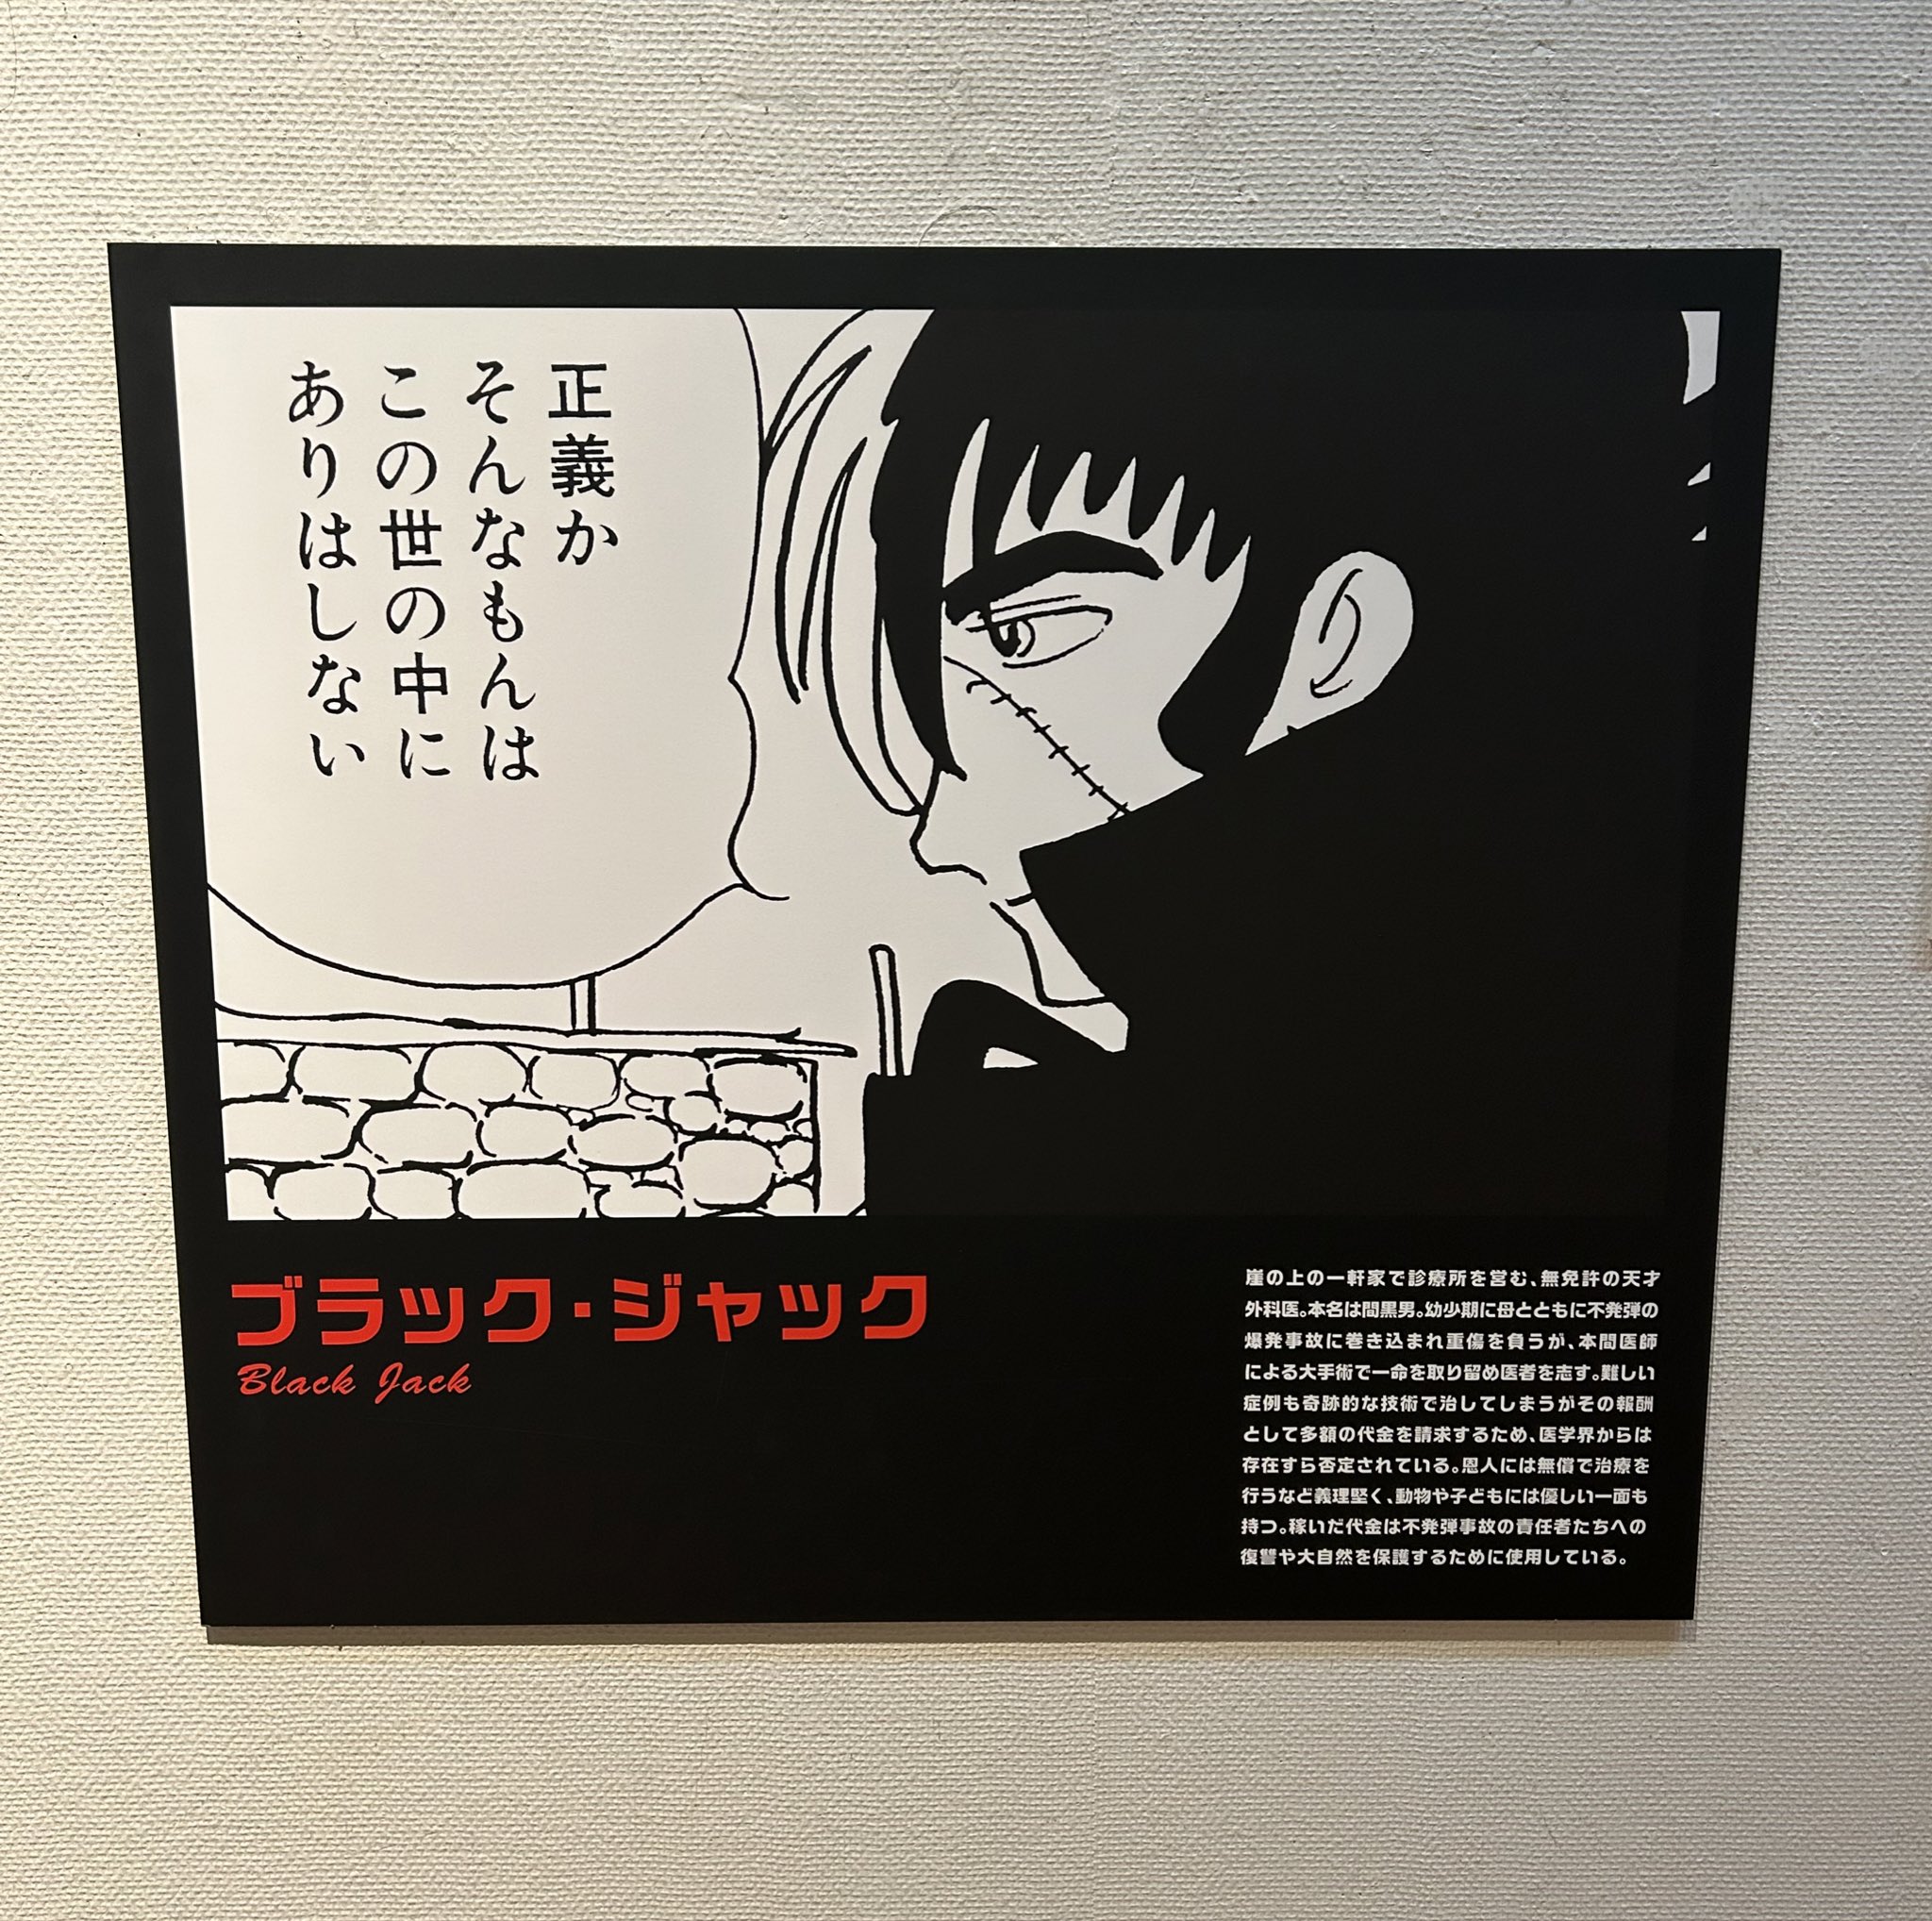 正義か
そんなもんは
この世の中に
ありはしない
ブラック・ジャック
Black Jack
崖の上の一軒家で診療所を営む、無免許の天才
外科医。本名は間黒男。幼少期に母とともに不発弾の
爆発事故に巻き込まれ重傷を負うが、本間医師
による大手術で一命を取り留め医者を志す。難しい
症例も奇跡的な技術で治してしまうがその報酬
として多額の代金を請求するため、医学界からは
存在すら否定されている。恩人には無償で治療を
行うなど義理堅く、動物や子どもには優しい一面も
持つ。稼いだ代金は不発弾事故の責任者たちへの
復讐や大自然を保護するために使用している。